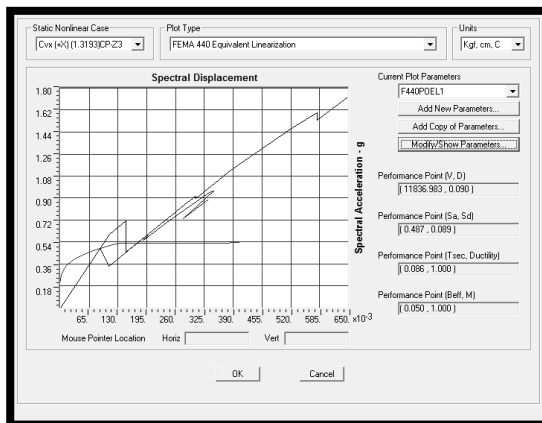 Static Nonlinear Case
Cvx (+X) (1.3193)CP-Z3
Plot Type
FEMA 440 Equivalent Linearization
Units
Kgf, cm, C
Spectral Displacement
1.80
1.62
1.44
1.26
1.08
0.90
0.72
0.54
0.36
0.18
65. 130. 195. 260. 325. 390. 455. 520. 585. 650. x10-3
Spectral Acceleration - g
Mouse Pointer Location Horiz Vert
Current Plot Parameters
F440POEL1
Add New Parameters...
Add Copy of Parameters...
Modify/Show Parameters...
Performance Point (V, D)
( 11836.983 , 0.090 )
Performance Point (Sa, Sd)
( 0.487 , 0.089 )
Performance Point (Tsec, Ductility)
( 0.086 , 1.000 )
Performance Point (Beff, M)
( 0.050 , 1.000 )
OK Cancel